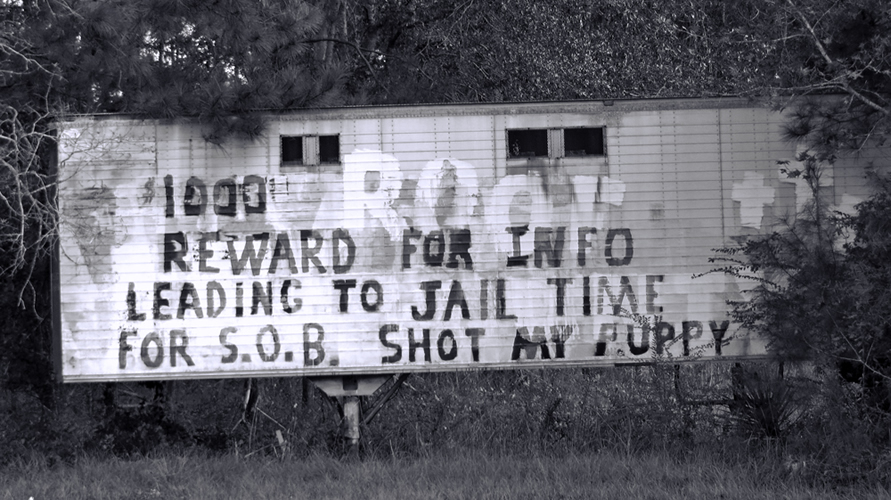 $1000
REWARD FOR INFO
LEADING TO JAIL TIME
FOR S.O.B. SHOT MY PUPPY